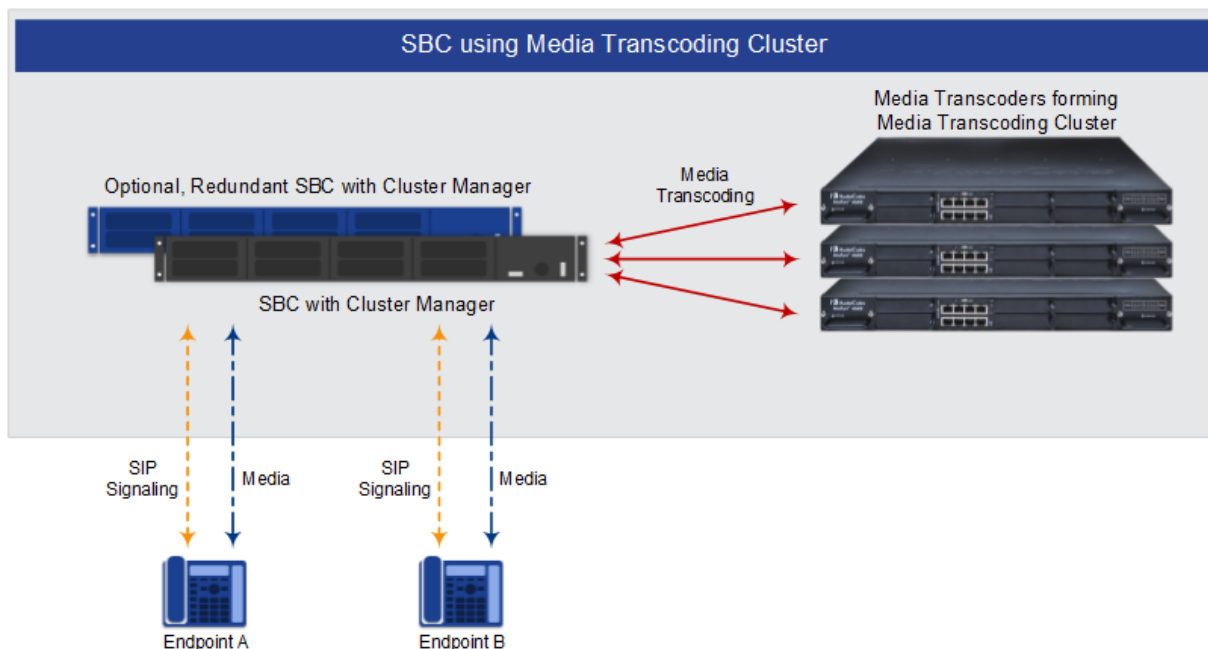 SBC using Media Transcoding Cluster
Media Transcoders forming
Media Transcoding Cluster
Media
Transcoding
Optional, Redundant SBC with Cluster Manager
SBC with Cluster Manager
SIP
Signaling
Media
SIP
Signaling
Media
Endpoint A
Endpoint B